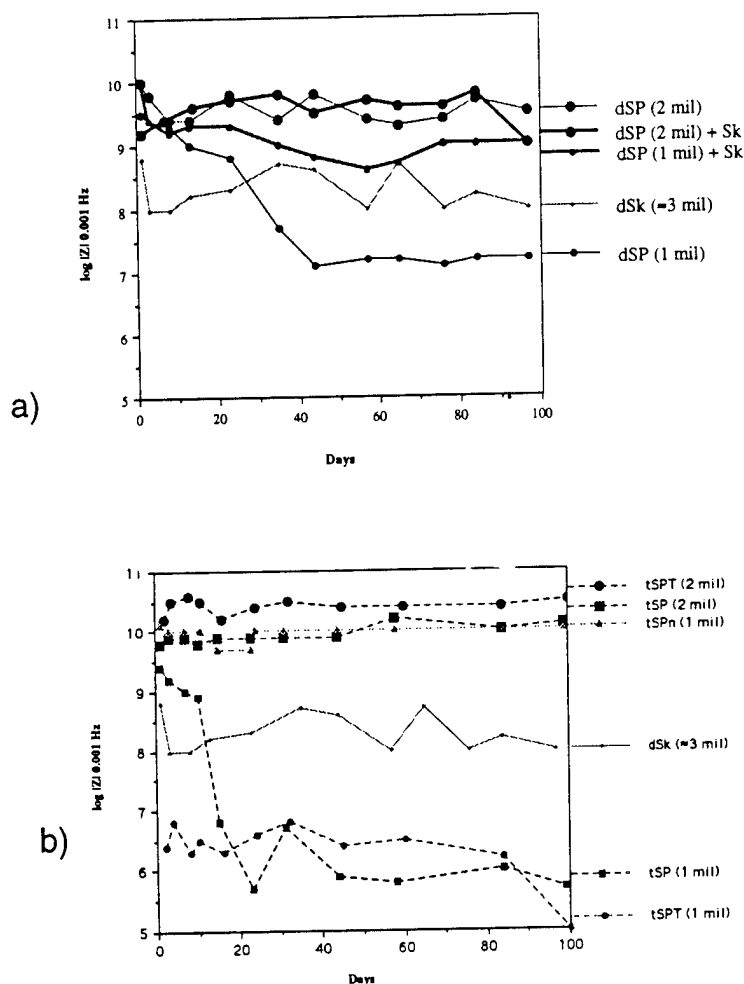 11
10
9
8
7
6
5
log |Z| 0.001 Hz
0
20
40
60
80
100
Days
dSP (2 mil)
dSP (2 mil) + Sk
dSP (1 mil) + Sk
dSk (≈3 mil)
dSP (1 mil)
a)
11
10
9
8
7
6
5
log |Z| 0.001 Hz
0
20
40
60
80
100
Days
tSPT (2 mil)
tSP (2 mil)
tSPn (1 mil)
dSk (≈3 mil)
tSP (1 mil)
tSPT (1 mil)
b)